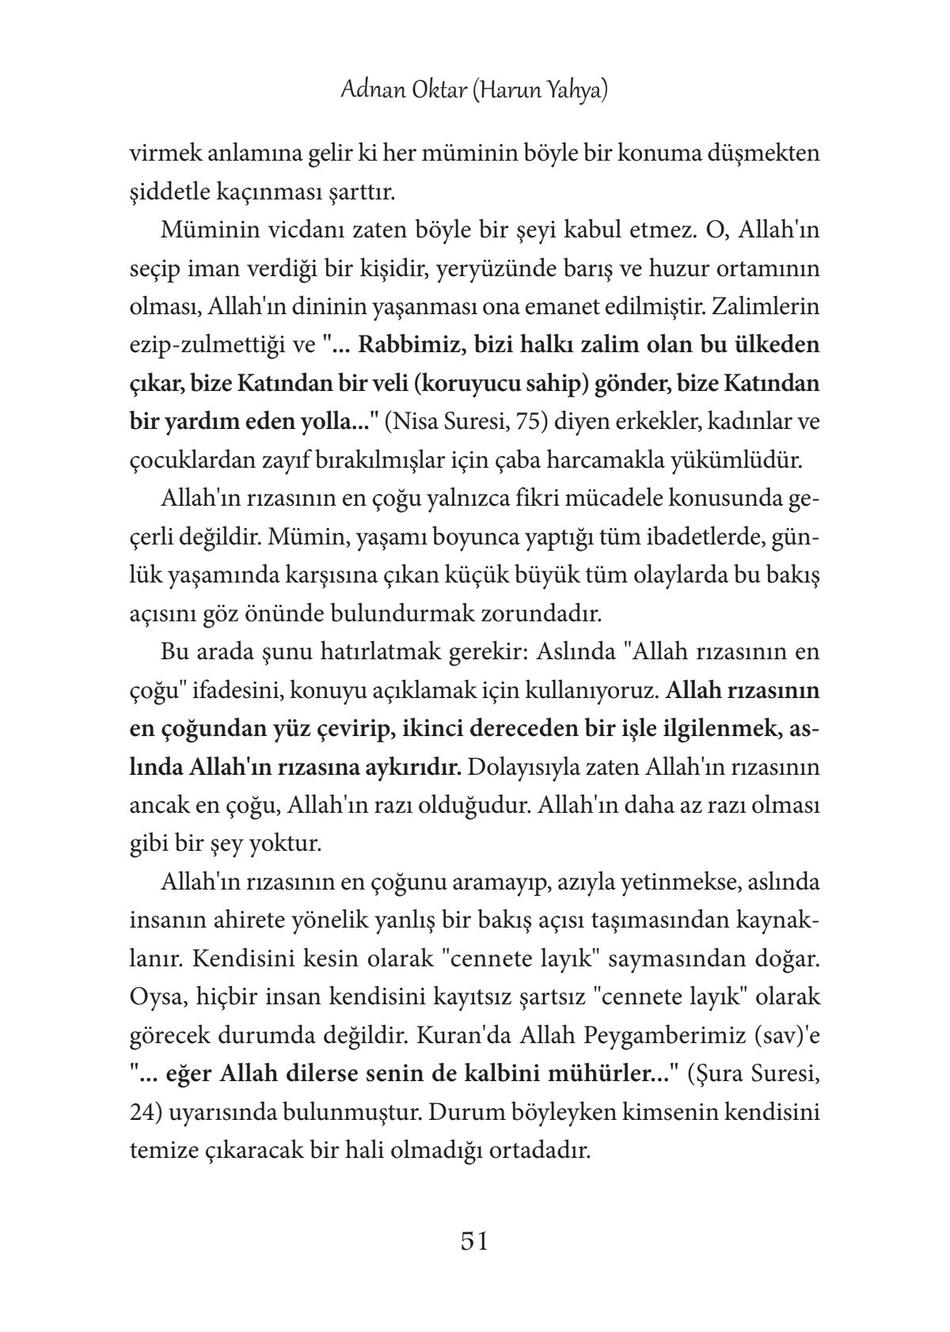 Adnan Oktar (Harun Yahya)
virmek anlamına gelir ki her müminin böyle bir konuma düşmekten
şiddetle kaçınması şarttır.
Müminin vicdanı zaten böyle bir şeyi kabul etmez. O, Allah'ın
seçip iman verdiği bir kişidir, yeryüzünde barış ve huzur ortamının
olması, Allah'ın dininin yaşanması ona emanet edilmiştir. Zalimlerin
ezip-zulmettiği ve "... Rabbimiz, bizi halkı zalim olan bu ülkeden
çıkar, bize Katından bir veli (koruyucu sahip) gönder, bize Katından
bir yardım eden yolla..." (Nisa Suresi, 75) diyen erkekler, kadınlar ve
çocuklardan zayıf bırakılmışlar için çaba harcamakla yükümlüdür.
Allah'ın rızasının en çoğu yalnızca fikri mücadele konusunda ge-
çerli değildir. Mümin, yaşamı boyunca yaptığı tüm ibadetlerde, gün-
lük yaşamında karşısına çıkan küçük büyük tüm olaylarda bu bakış
açısını göz önünde bulundurmak zorundadır.
Bu arada şunu hatırlatmak gerekir: Aslında "Allah rızasının en
çoğu" ifadesini, konuyu açıklamak için kullanıyoruz. Allah rızasının
en çoğundan yüz çevirip, ikinci dereceden bir işle ilgilenmek, as-
lında Allah'ın rızasına aykırıdır. Dolayısıyla zaten Allah'ın rızasının
ancak en çoğu, Allah'ın razı olduğudur. Allah'ın daha az razı olması
gibi bir şey yoktur.
Allah'ın rızasının en çoğunu aramayıp, azıyla yetinmekse, aslında
insanın ahirete yönelik yanlış bir bakış açısı taşımasından kaynak-
lanır. Kendisini kesin olarak "cennete layık" saymasından doğar.
Oysa, hiçbir insan kendisini kayıtsız şartsız "cennete layık" olarak
görecek durumda değildir. Kuran'da Allah Peygamberimiz (sav)'e
"... eğer Allah dilerse senin de kalbini mühürler..." (Şura Suresi,
24) uyarısında bulunmuştur. Durum böyleyken kimsenin kendisini
temize çıkaracak bir hali olmadığı ortadadır.
51